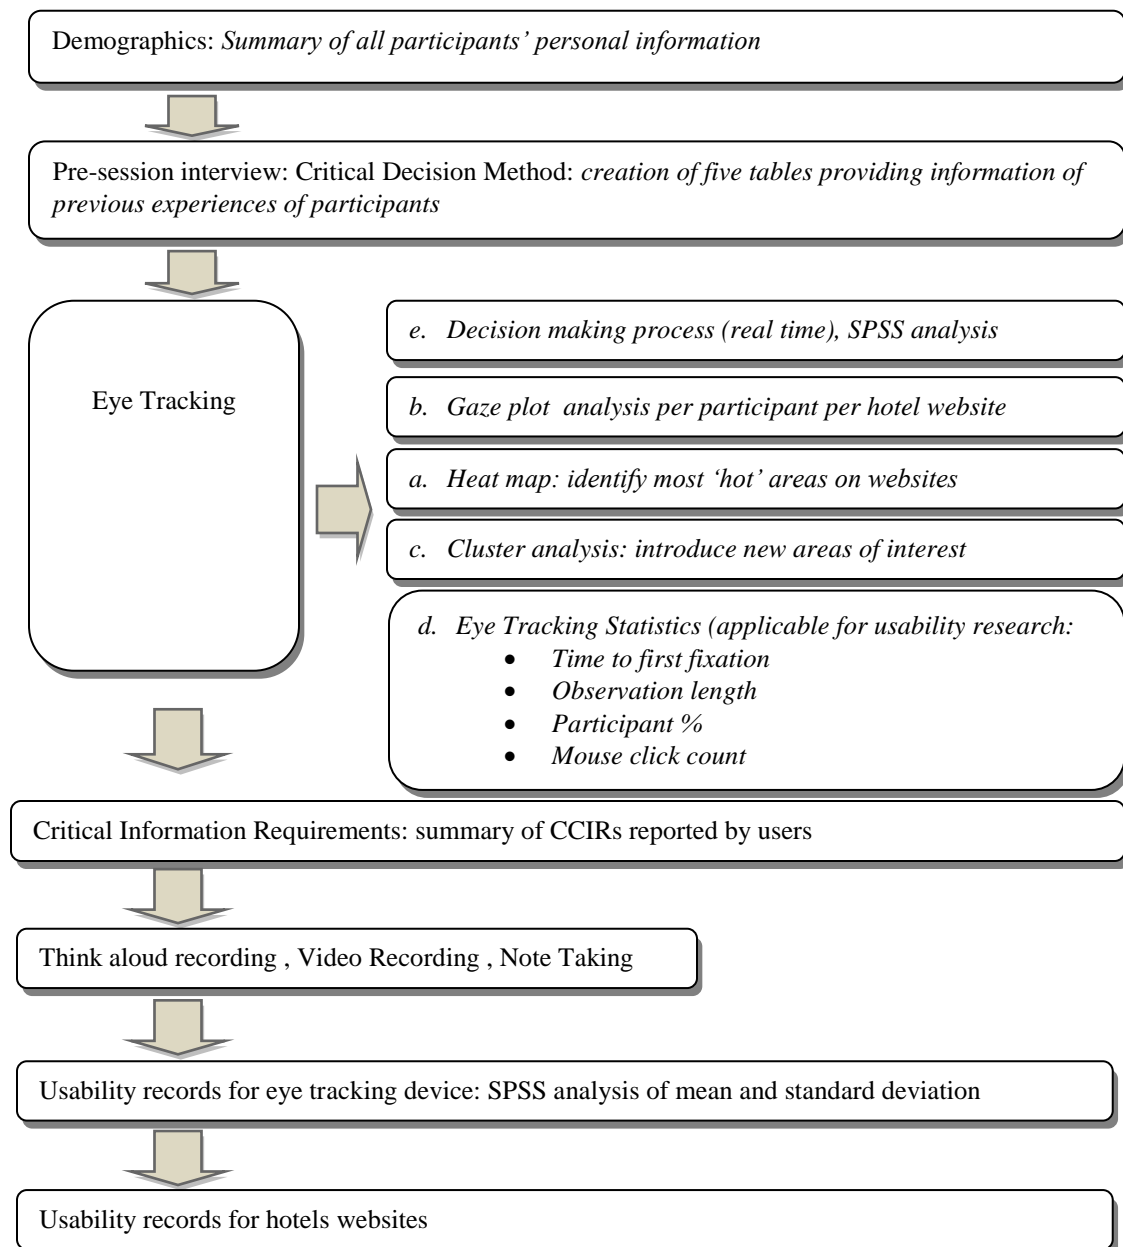 Demographics: Summary of all participants’ personal information
Pre-session interview: Critical Decision Method: creation of five tables providing information of
previous experiences of participants
Eye Tracking
e. Decision making process (real time), SPSS analysis
b. Gaze plot analysis per participant per hotel website
a. Heat map: identify most ‘hot’ areas on websites
c. Cluster analysis: introduce new areas of interest
d. Eye Tracking Statistics (applicable for usability research:
• Time to first fixation
• Observation length
• Participant %
• Mouse click count
Critical Information Requirements: summary of CCIRs reported by users
Think aloud recording , Video Recording , Note Taking
Usability records for eye tracking device: SPSS analysis of mean and standard deviation
Usability records for hotels websites